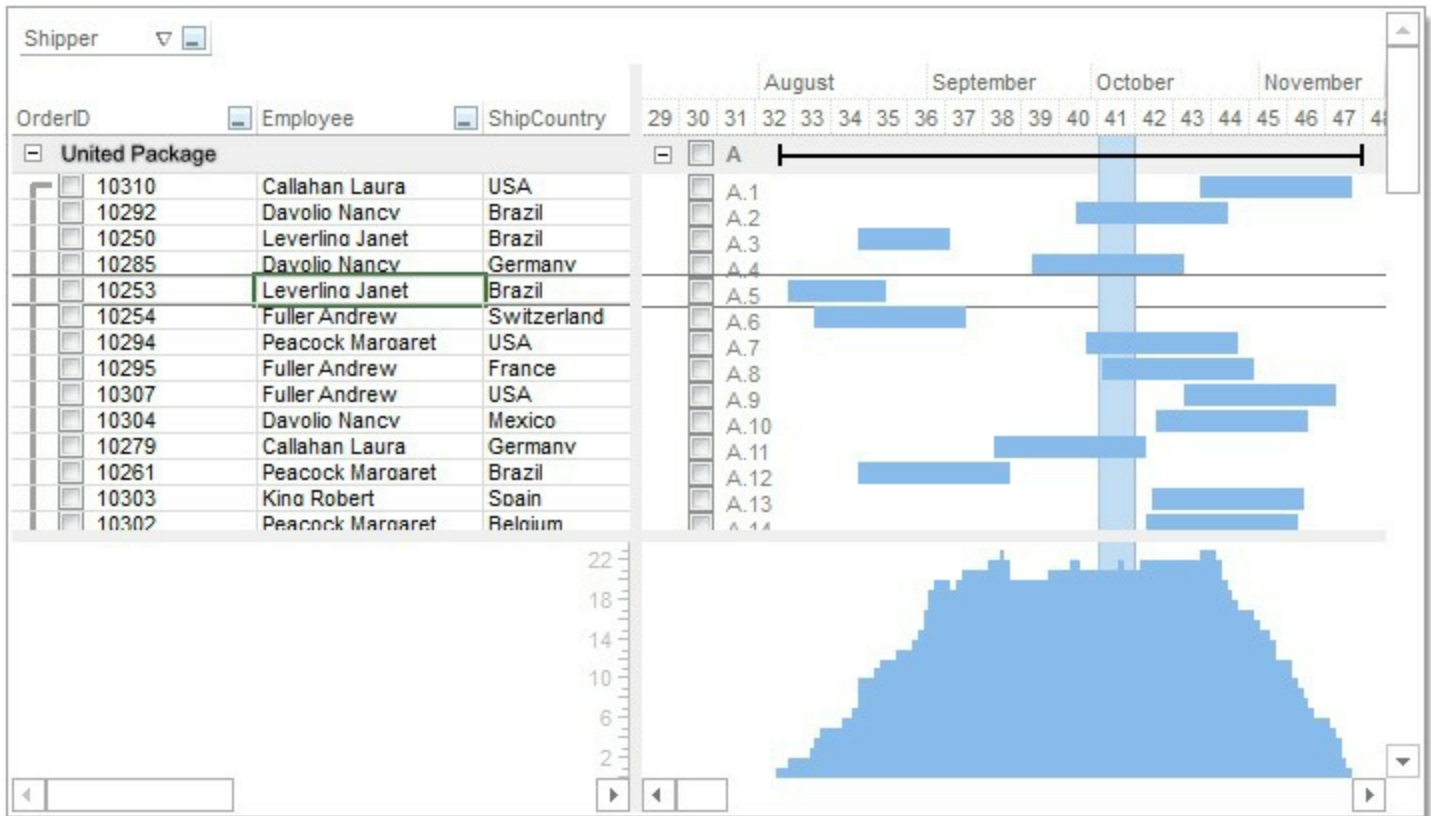 Shipper
August September October November
OrderID Employee ShipCountry 29 30 31 32 33 34 35 36 37 38 39 40 41 42 43 44 45 46 47 48
United Package A
10310 Callahan Laura USA A.1
10292 Davolio Nancy Brazil A.2
10250 Leverling Janet Brazil A.3
10285 Davolio Nancy Germany A.4
10253 Leverling Janet Brazil A.5
10254 Fuller Andrew Switzerland A.6
10294 Peacock Margaret USA A.7
10295 Fuller Andrew France A.8
10307 Fuller Andrew USA A.9
10304 Davolio Nancy Mexico A.10
10279 Callahan Laura Germany A.11
10261 Peacock Margaret Brazil A.12
10303 King Robert Spain A.13
10302 Peacock Margaret Belgium A.14
22
18
14
10
6
2